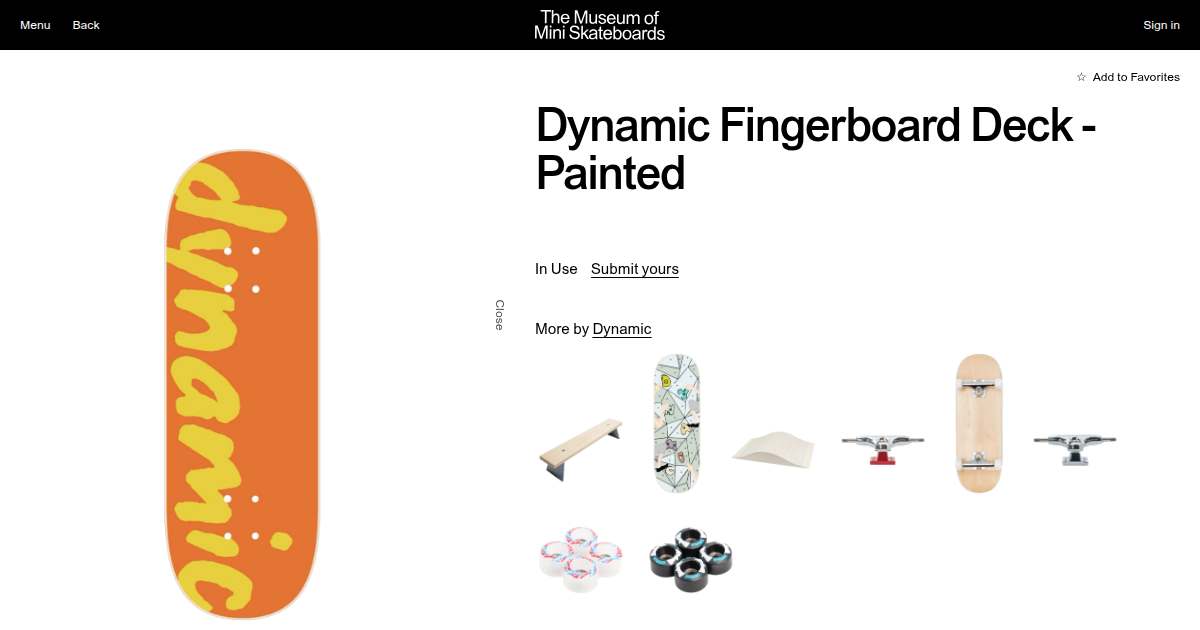 Menu
Back
The Museum of
Mini Skateboards
Sign in
☆ Add to Favorites
Dynamic Fingerboard Deck -
Painted
In Use
Submit yours
Close
More by Dynamic
dynamic